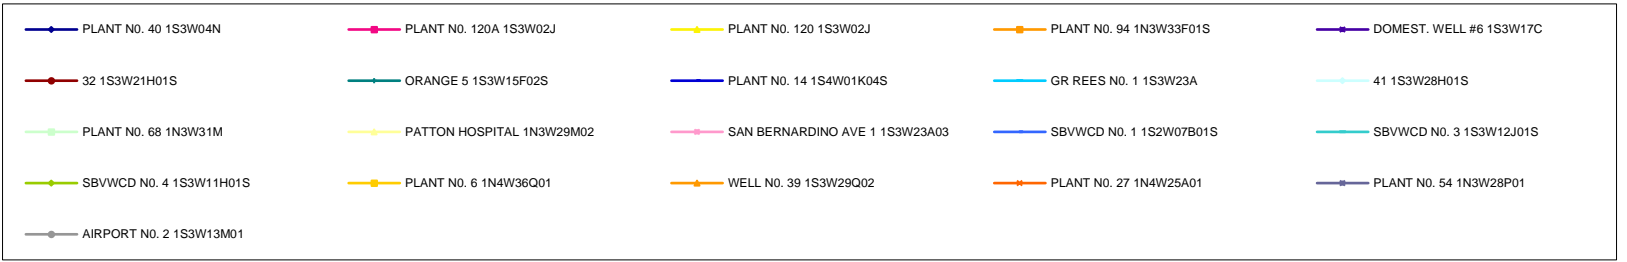 PLANT N0. 40 1S3W04N
PLANT N0. 120A 1S3W02J
PLANT N0. 120 1S3W02J
PLANT N0. 94 1N3W33F01S
DOMEST. WELL #6 1S3W17C
32 1S3W21H01S
ORANGE 5 1S3W15F02S
PLANT N0. 14 1S4W01K04S
GR REES N0. 1 1S3W23A
41 1S3W28H01S
PLANT N0. 68 1N3W31M
PATTON HOSPITAL 1N3W29M02
SAN BERNARDINO AVE 1 1S3W23A03
SBVWCD N0. 1 1S2W07B01S
SBVWCD N0. 3 1S3W12J01S
SBVWCD N0. 4 1S3W11H01S
PLANT N0. 6 1N4W36Q01
WELL N0. 39 1S3W29Q02
PLANT N0. 27 1N4W25A01
PLANT N0. 54 1N3W28P01
AIRPORT N0. 2 1S3W13M01